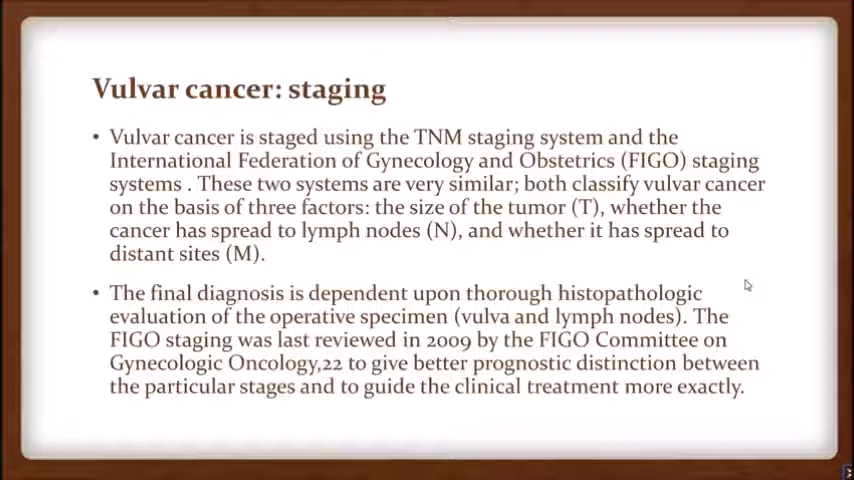 Vulvar cancer: staging
• Vulvar cancer is staged using the TNM staging system and the
International Federation of Gynecology and Obstetrics (FIGO) staging
systems . These two systems are very similar; both classify vulvar cancer
on the basis of three factors: the size of the tumor (T), whether the
cancer has spread to lymph nodes (N), and whether it has spread to
distant sites (M).
• The final diagnosis is dependent upon thorough histopathologic
evaluation of the operative specimen (vulva and lymph nodes). The
FIGO staging was last reviewed in 2009 by the FIGO Committee on
Gynecologic Oncology,22 to give better prognostic distinction between
the particular stages and to guide the clinical treatment more exactly.